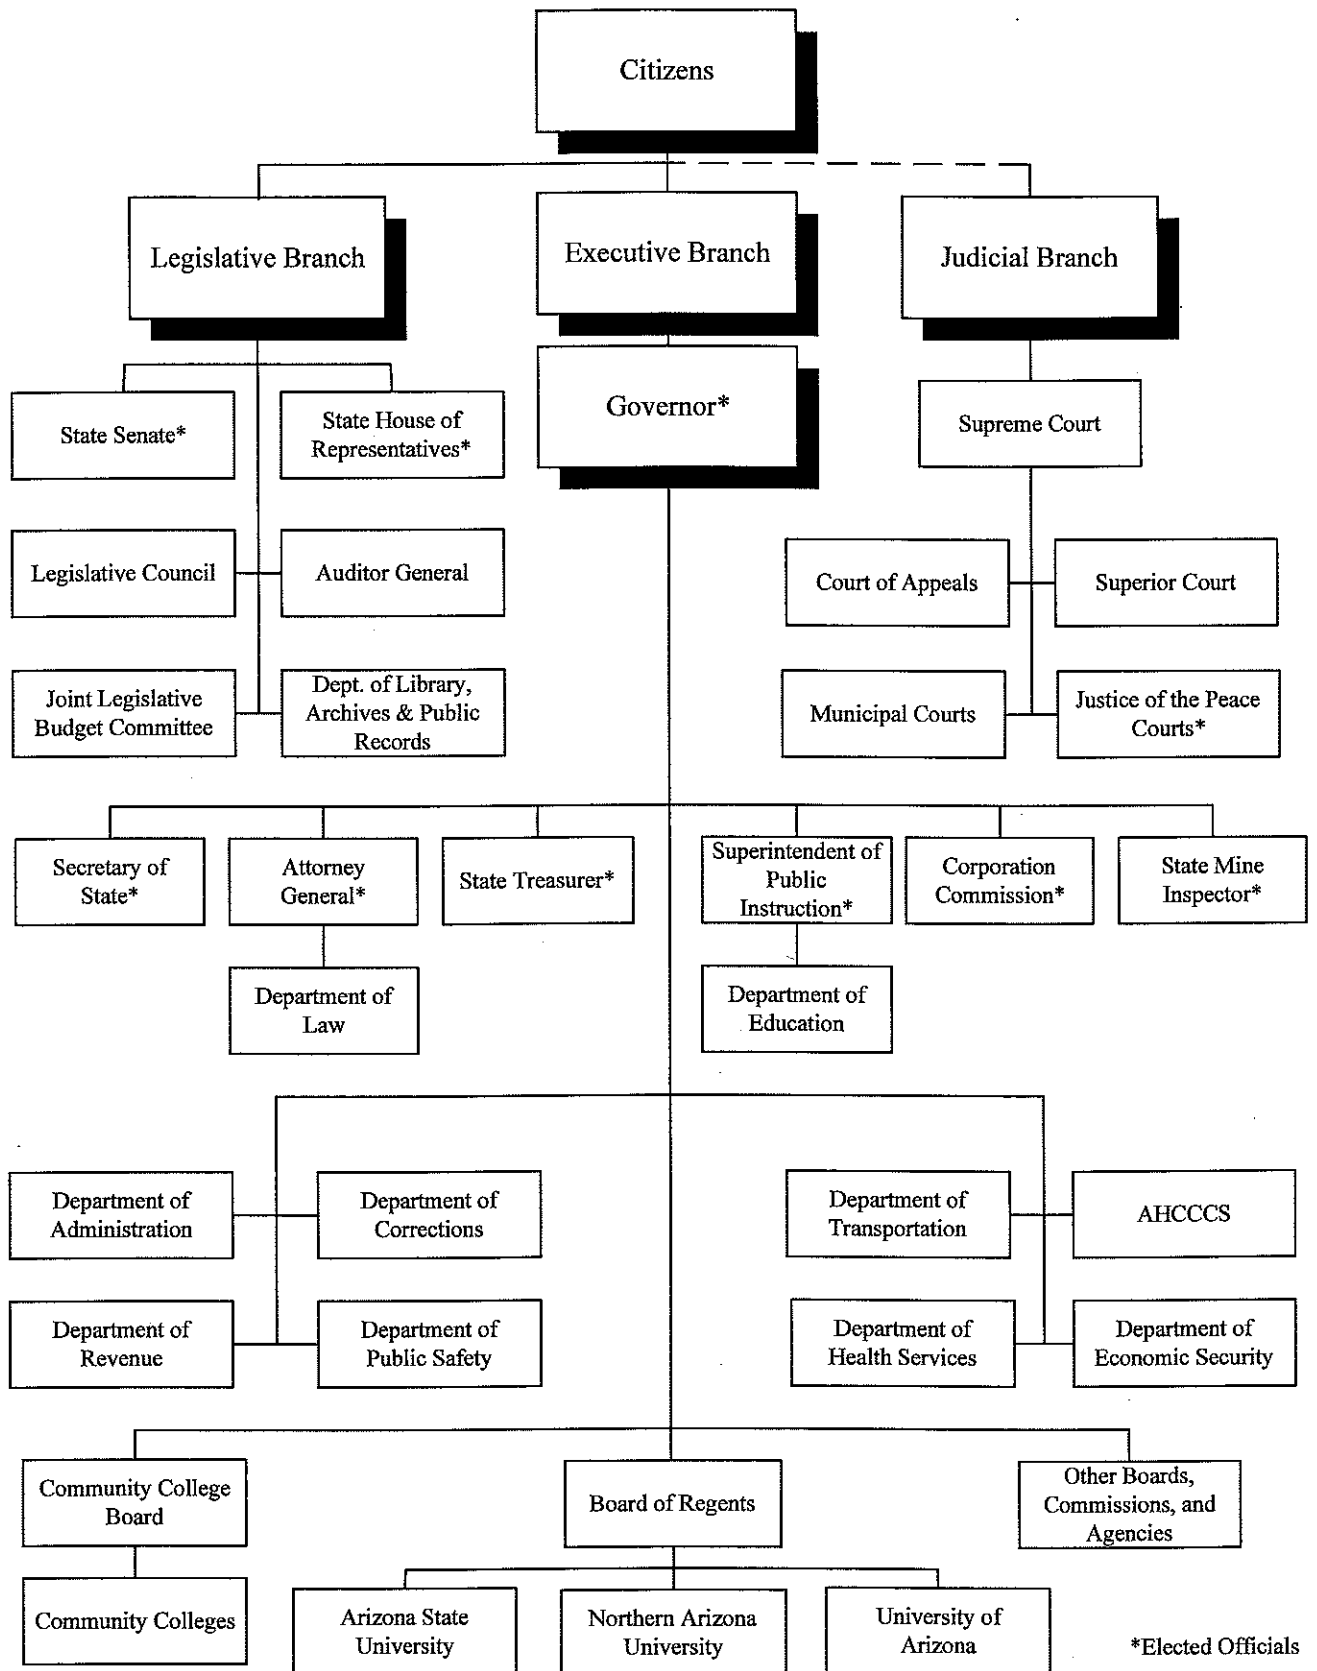 Citizens
Legislative Branch
Executive Branch
Judicial Branch
Governor*
State Senate*
State House of
Representatives*
Supreme Court
Legislative Council
Auditor General
Court of Appeals
Superior Court
Joint Legislative
Budget Committee
Dept. of Library,
Archives & Public
Records
Municipal Courts
Justice of the Peace
Courts*
Secretary of
State*
Attorney
General*
State Treasurer*
Superintendent of
Public
Instruction*
Corporation
Commission*
State Mine
Inspector*
Department of
Law
Department of
Education
Department of
Administration
Department of
Corrections
Department of
Transportation
AHCCCS
Department of
Revenue
Department of
Public Safety
Department of
Health Services
Department of
Economic Security
Community College
Board
Board of Regents
Other Boards,
Commissions, and
Agencies
Community Colleges
Arizona State
University
Northern Arizona
University
University of
Arizona
*Elected Officials